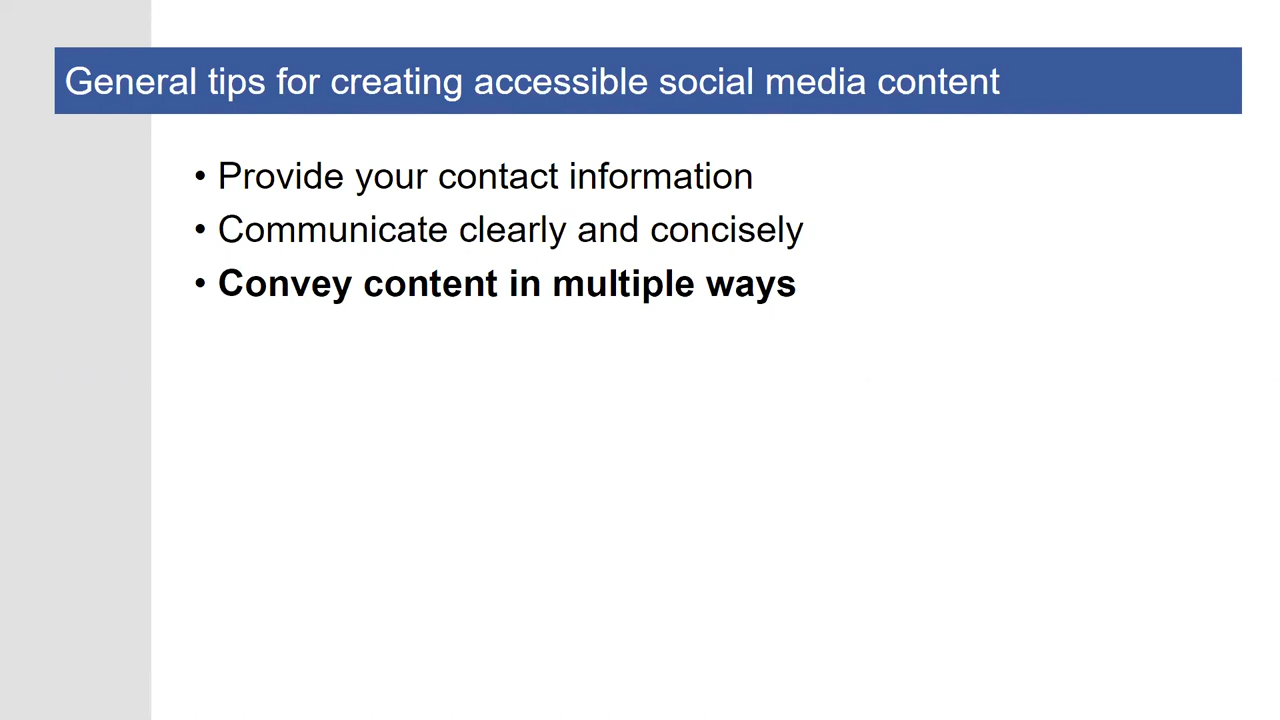 General tips for creating accessible social media content
• Provide your contact information
• Communicate clearly and concisely
• Convey content in multiple ways